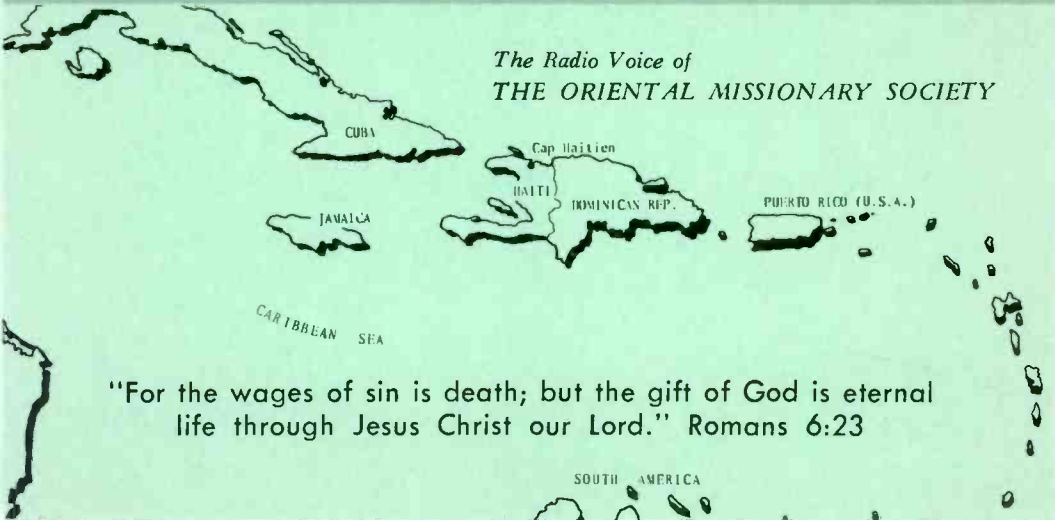 The Radio Voice of
THE ORIENTAL MISSIONARY SOCIETY
CUBA
Cap Haitien
HAITI
DOMINICAN REP.
PUERTO RICO (U.S.A.)
JAMAICA
CARIBBEAN SEA
"For the wages of sin is death; but the gift of God is eternal
life through Jesus Christ our Lord." Romans 6:23
SOUTH AMERICA